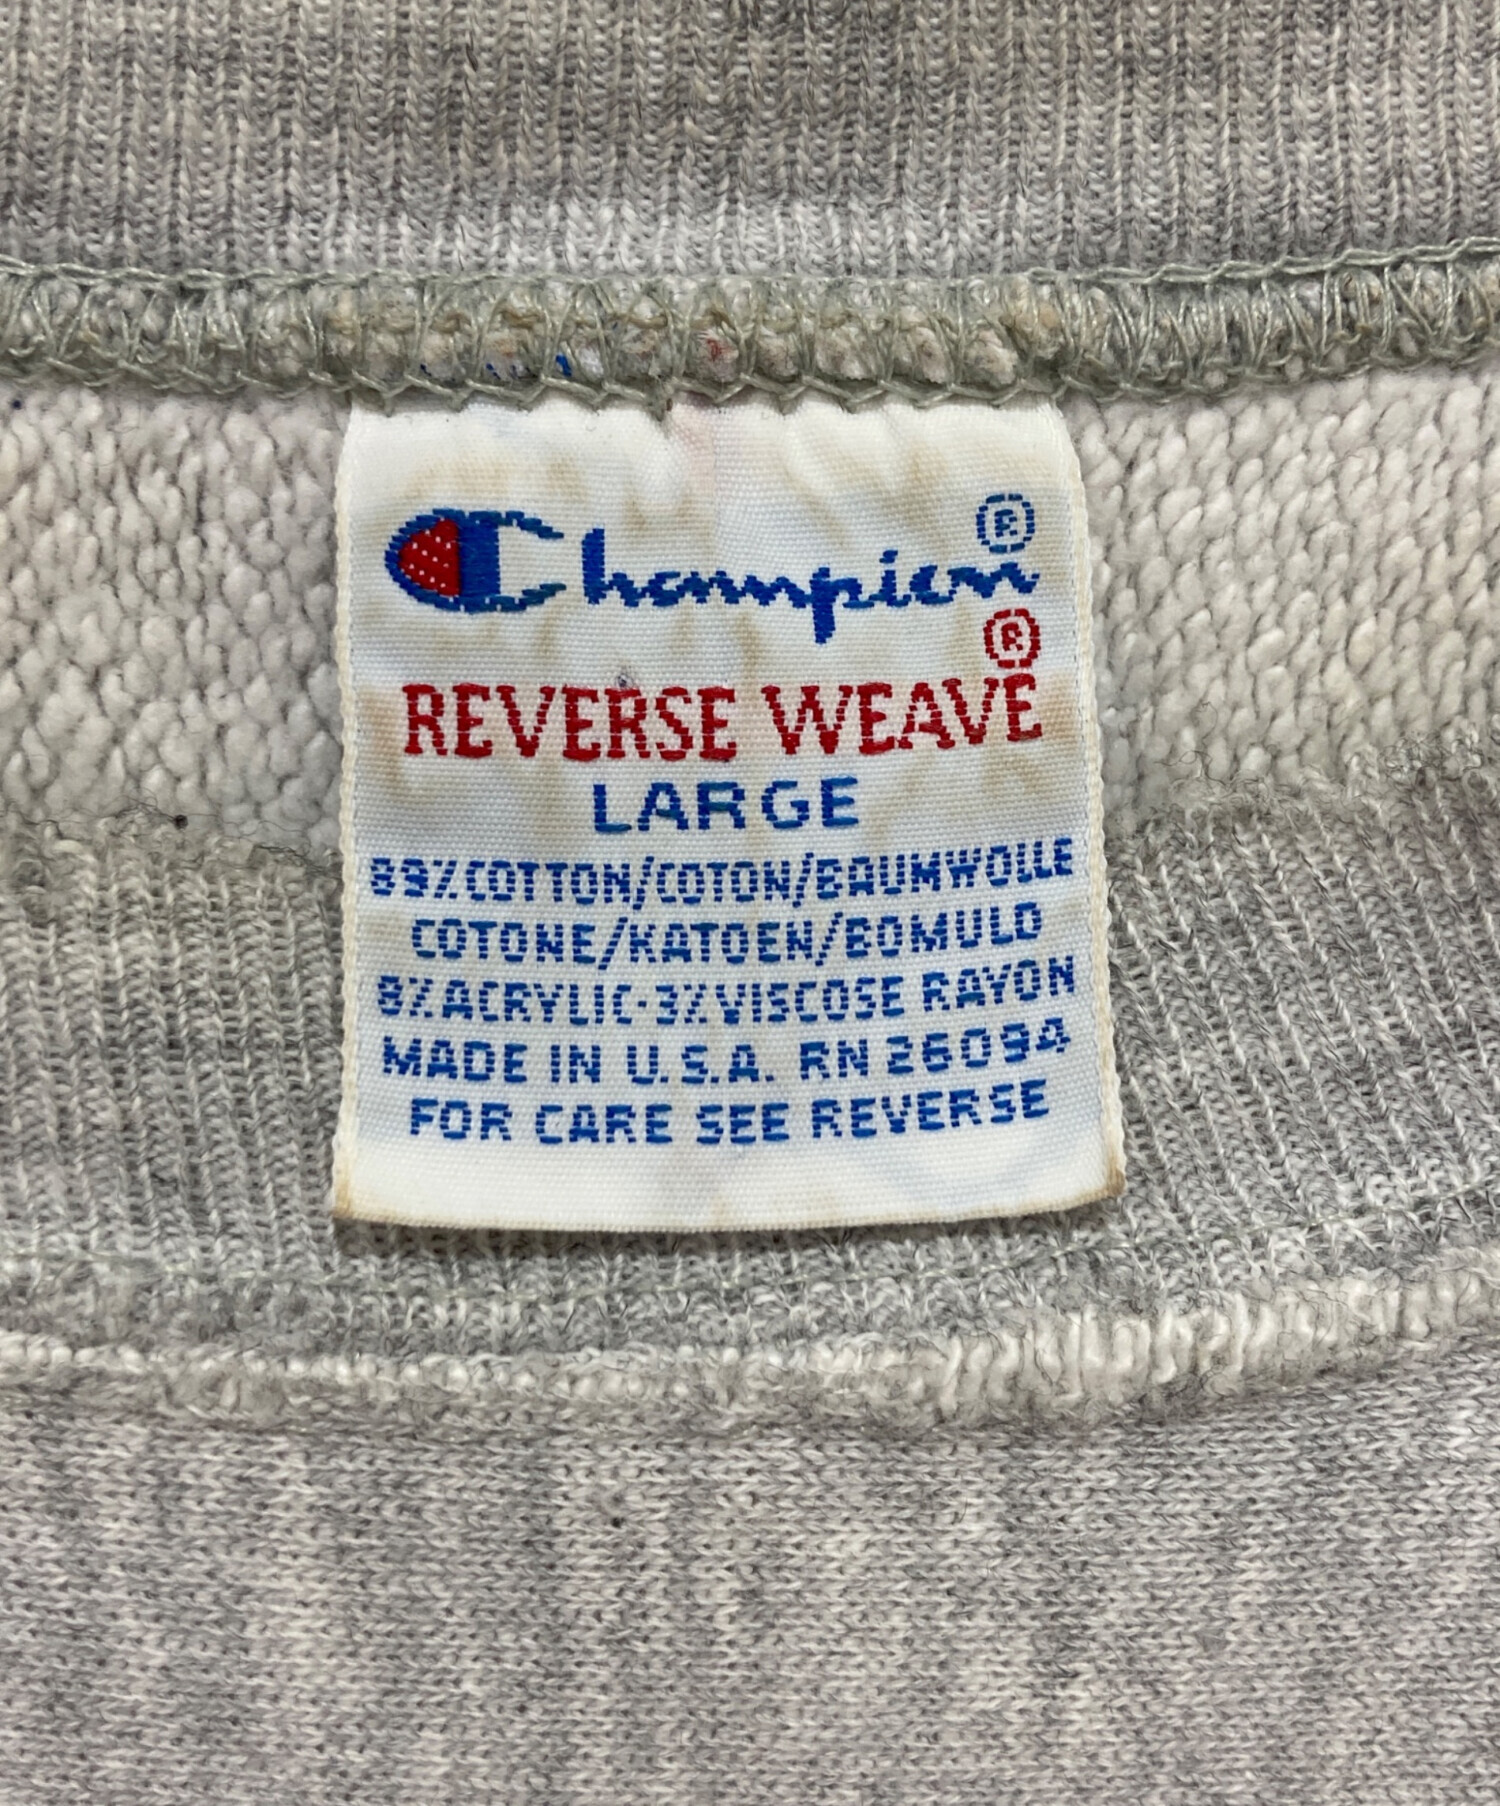 Champion®
REVERSE WEAVE®
LARGE
89% COTTON/COTON/BAUMWOLLE
COTONE/KATOEN/BOMULD
8% ACRYLIC·3% VISCOSE RAYON
MADE IN U.S.A. RN 26094
FOR CARE SEE REVERSE